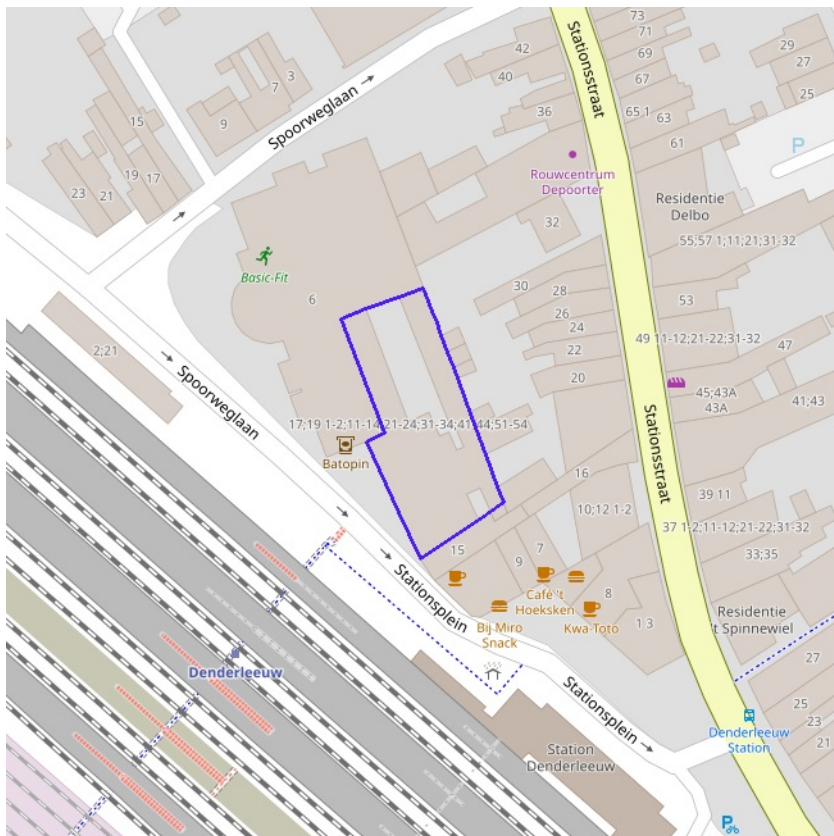 73
71
69
67
65 1
63
61
42
40
36
29
27
25
P
3
7
9
15
19
17
23
21
Spoorweglaan
Stationsstraat
Rouwcentrum
Depoorter
32
Residentie
Delbo
55;57 1;11;21;31-32
Basic-Fit
6
30
28
26
24
22
20
53
49 11-12;21-22;31-32
47
45;43A
43A
41;43
2;21
Spoorweglaan
17;19 1-2;11-14;21-24;31-34;41-44;51-54
Batopin
Stationsstraat
16
10;12 1-2
39 11
37 1-2;11-12;21-22;31-32
33;35
15
9
7
8
1 3
Café 't
Hoeksken
Bij Miro
Snack
Kwa-Toto
Stationsplein
Residentie
't Spinnewiel
27
25
23
21
Denderleeuw
Stationsplein
Station
Denderleeuw
Denderleeuw
Station
P